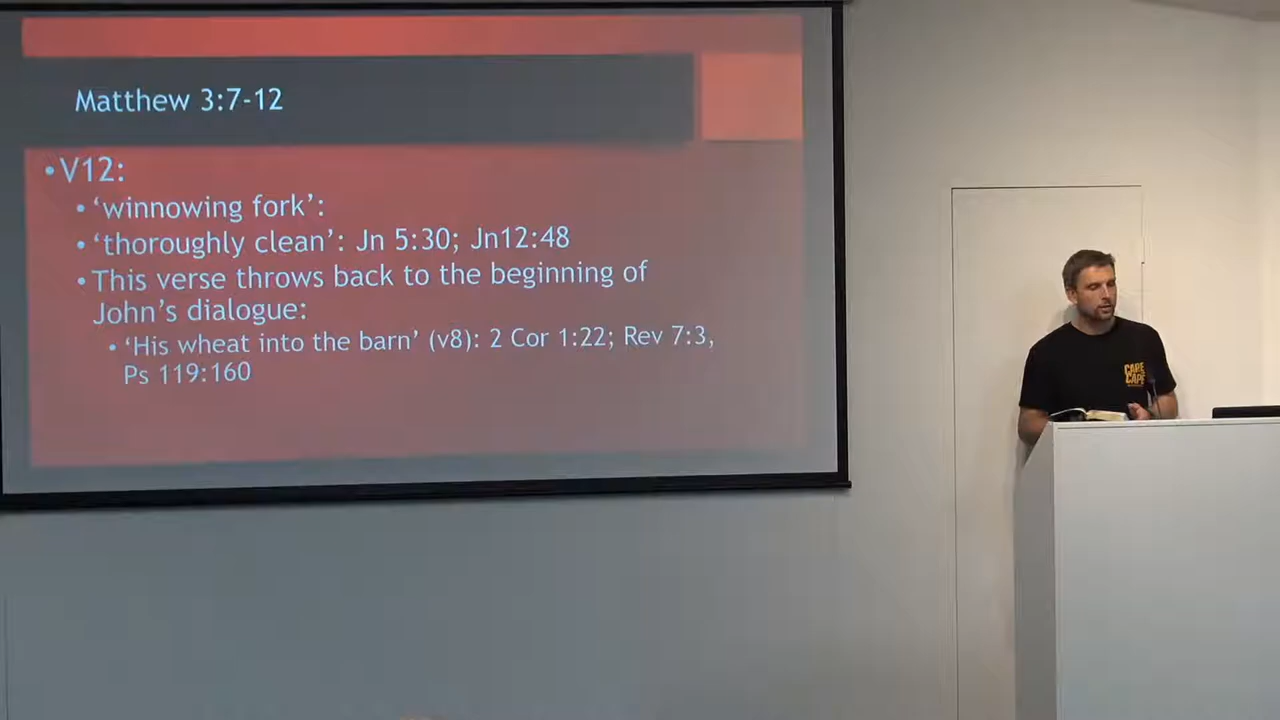 Matthew 3:7-12
•V12:
•‘winnowing fork’:
•‘thoroughly clean’: Jn 5:30; Jn12:48
•This verse throws back to the beginning of
John’s dialogue:
•‘His wheat into the barn’ (v8): 2 Cor 1:22; Rev 7:3,
Ps 119:160
CARE
CAPE